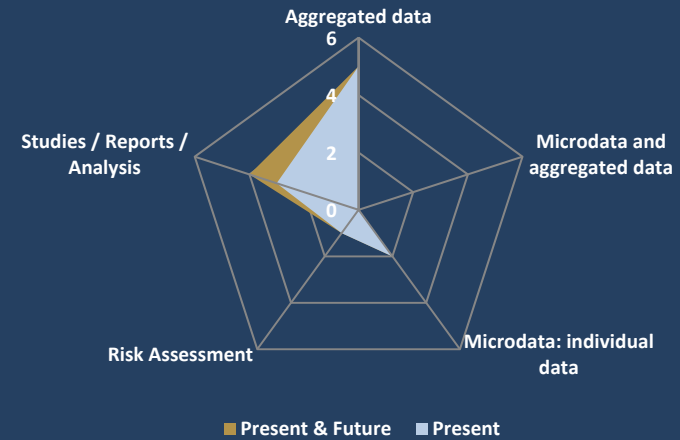 Aggregated data
6
4
Studies / Reports /
Analysis
Microdata and
aggregated data
2
0
Risk Assessment
Microdata: individual
data
Present & Future
Present